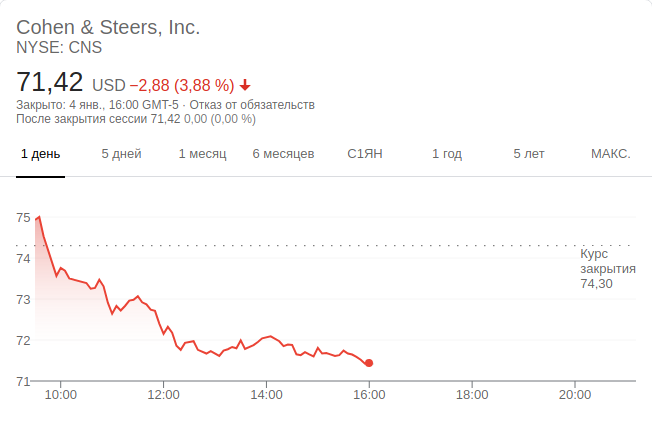 Cohen & Steers, Inc.
NYSE: CNS
71,42 USD −2,88 (3,88 %)
Закрыто: 4 янв., 16:00 GMT-5 · Отказ от обязательств
После закрытия сессии 71,42 0,00 (0,00 %)
1 день 5 дней 1 месяц 6 месяцев С1ЯН 1 год 5 лет МАКС.
75
74
73
72
71
Курс
закрытия
74,30
10:00 12:00 14:00 16:00 18:00 20:00